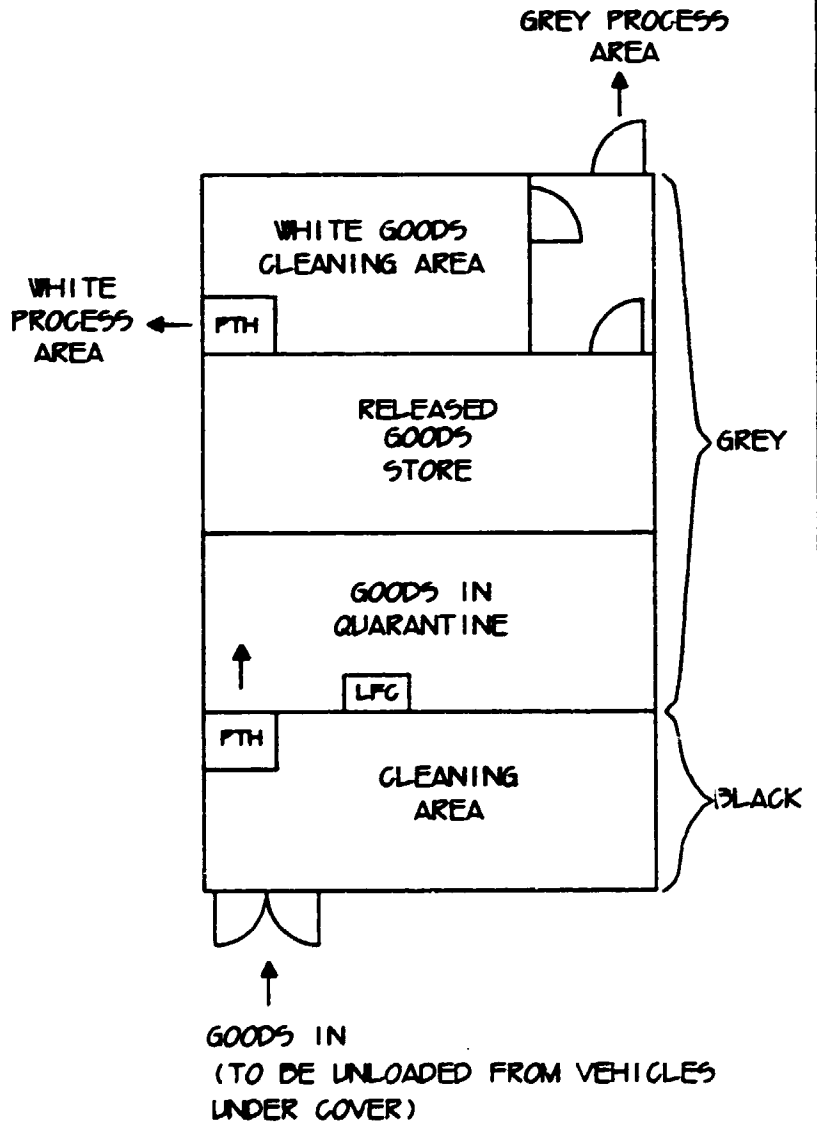 GREY PROCESS
AREA
WHITE GOODS
CLEANING AREA
WHITE
PROCESS
AREA
PTH
RELEASED
GOODS
STORE
GREY
GOODS IN
QUARANTINE
LFC
PTH
CLEANING
AREA
BLACK
GOODS IN
(TO BE UNLOADED FROM VEHICLES
UNDER COVER)